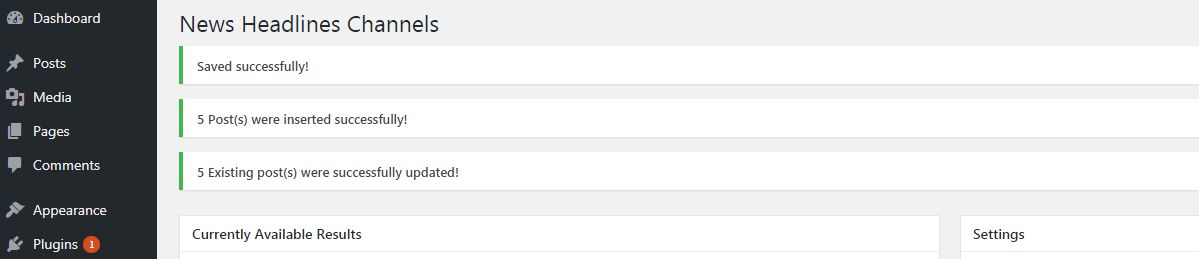 Dashboard
Posts
Media
Pages
Comments
Appearance
Plugins 1
News Headlines Channels
Saved successfully!
5 Post(s) were inserted successfully!
5 Existing post(s) were successfully updated!
Currently Available Results
Settings